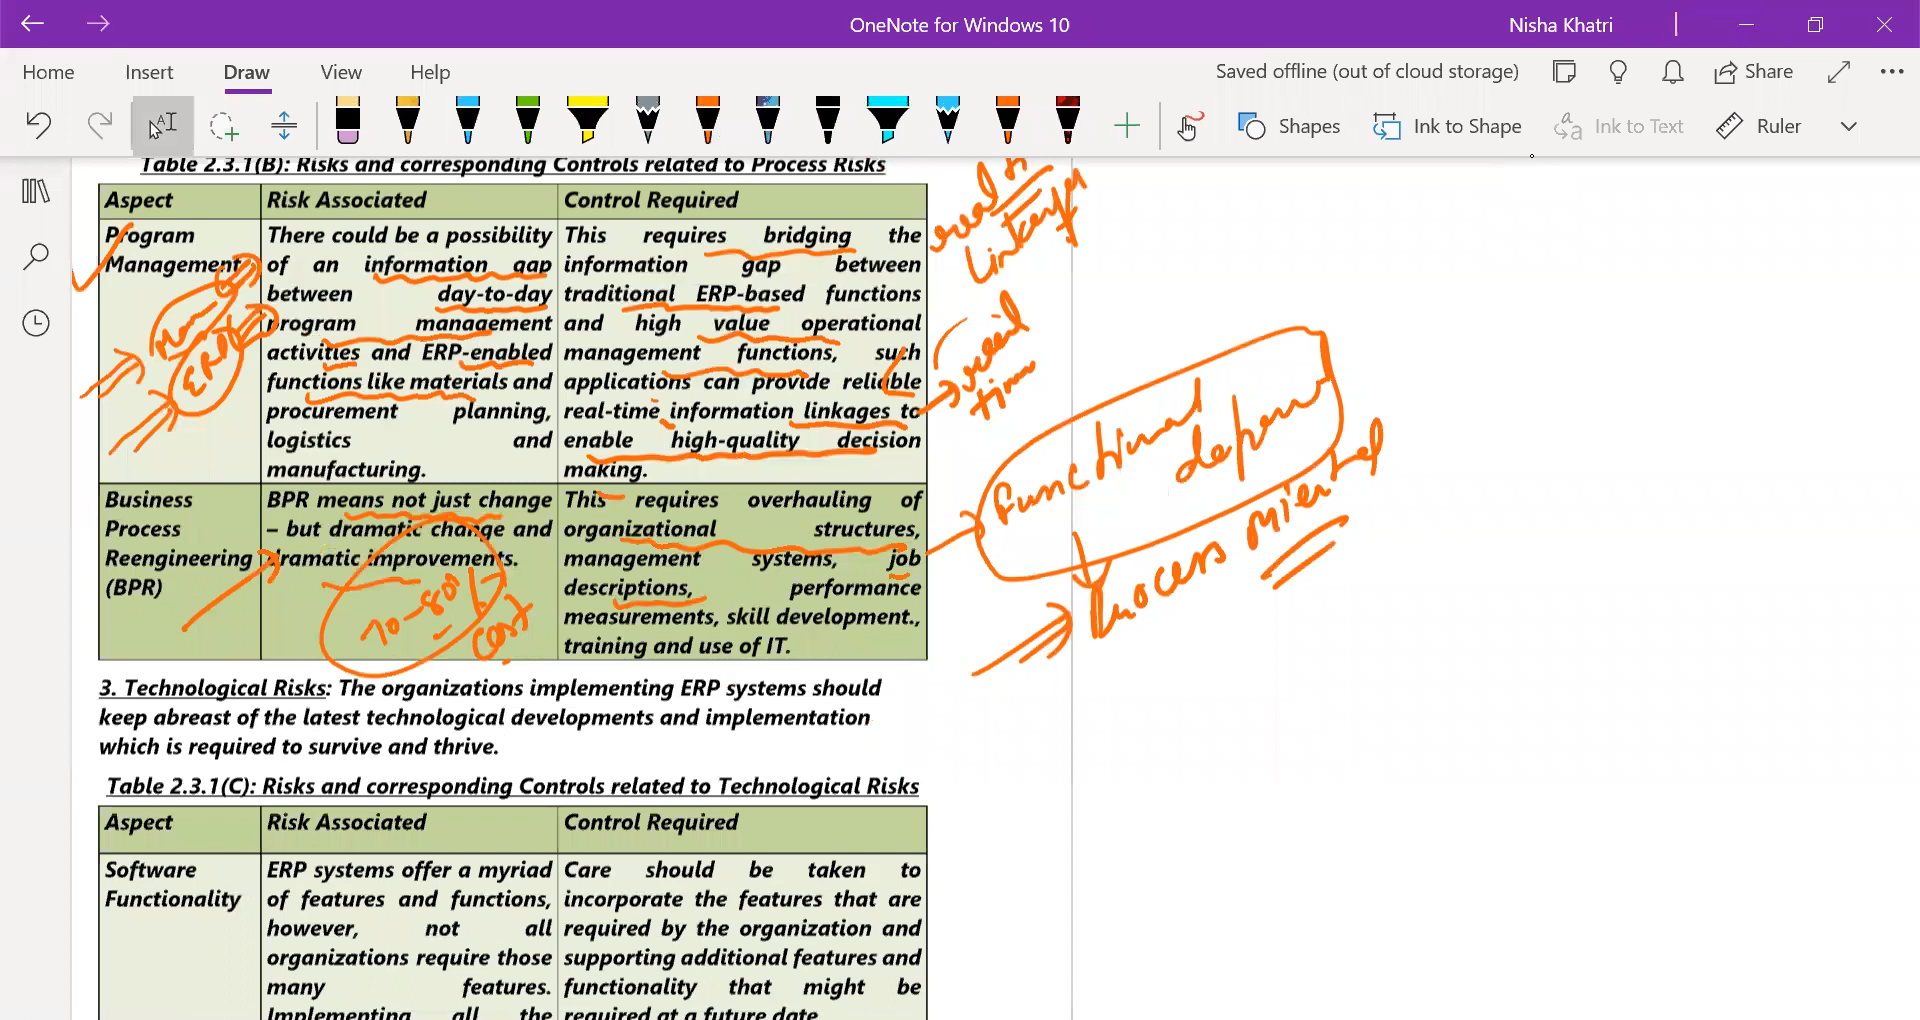 OneNote for Windows 10
Nisha Khatri
Home Insert Draw View Help
Saved offline (out of cloud storage)
Share
Shapes
Ink to Shape
Ink to Text
Ruler
Table 2.3.1(B): Risks and corresponding Controls related to Process Risks
Aspect
Risk Associated
Control Required
Program
Management
There could be a possibility
of an information gap
between day-to-day
program management
activities and ERP-enabled
functions like materials and
procurement planning,
logistics and
manufacturing.
This requires bridging the
information gap between
traditional ERP-based functions
and high value operational
management functions, such
applications can provide reliable
real-time information linkages to
enable high-quality decision
making.
Business
Process
Reengineering
(BPR)
BPR means not just change
– but dramatic change and
dramatic improvements.
This requires overhauling of
organizational structures,
management systems, job
descriptions, performance
measurements, skill development.,
training and use of IT.
ERP
70-80%
cost
real
time
functional
depart
Process
3. Technological Risks: The organizations implementing ERP systems should
keep abreast of the latest technological developments and implementation
which is required to survive and thrive.
Table 2.3.1(C): Risks and corresponding Controls related to Technological Risks
Aspect
Risk Associated
Control Required
Software
Functionality
ERP systems offer a myriad
of features and functions,
however, not all
organizations require those
many features.
Implementing all the
Care should be taken to
incorporate the features that are
required by the organization and
supporting additional features and
functionality that might be
required at a future date